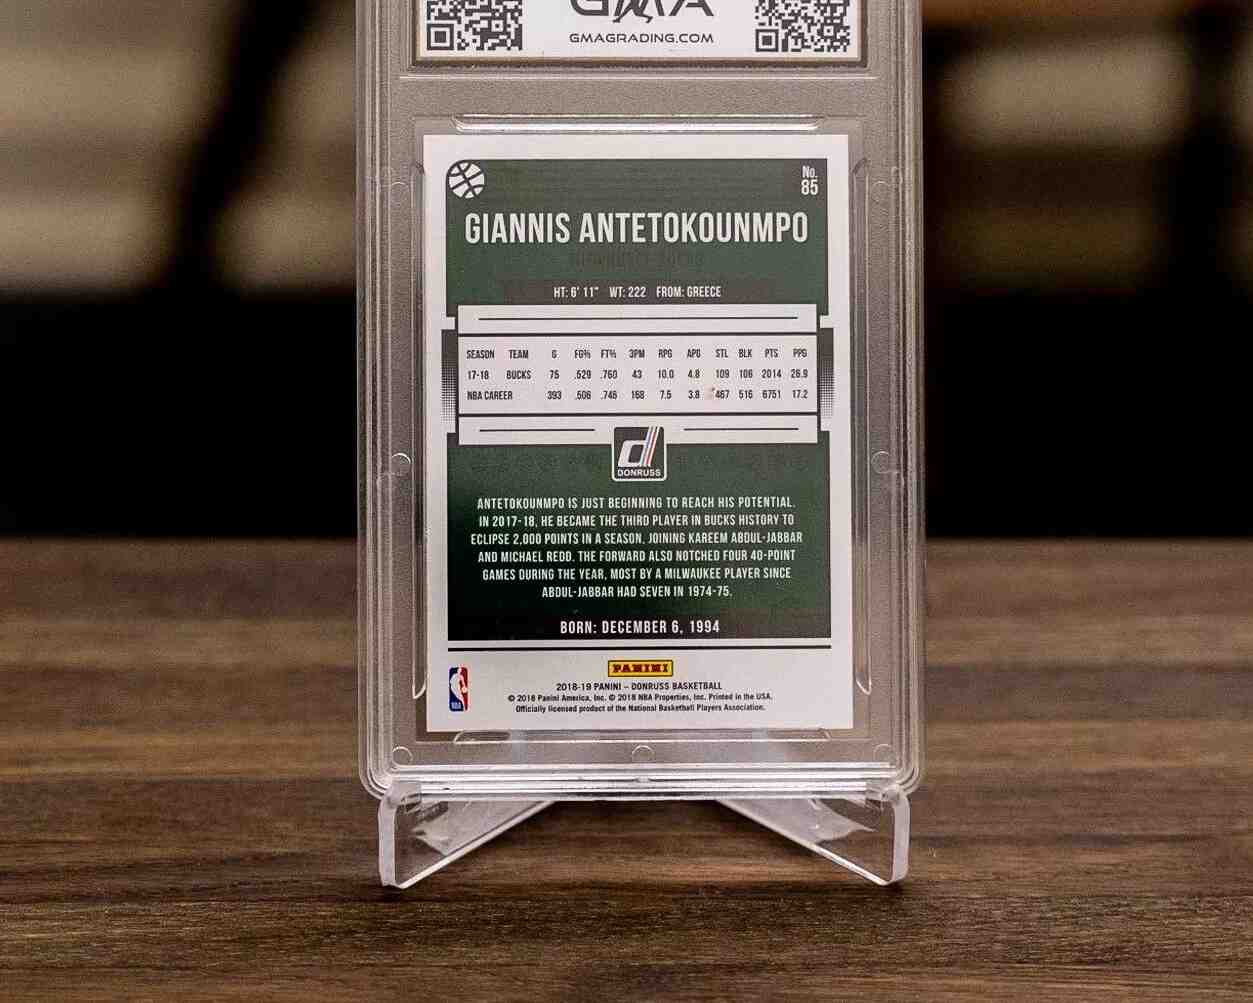 GMA
GMAGRADING.COM
No.
85
GIANNIS ANTETOKOUNMPO
MILWAUKEE BUCKS
HT: 6' 11" WT: 222 FROM: GREECE
SEASON TEAM G FG% FT% 3PM RPG APG STL BLK PTS PPG
17-18 BUCKS 75 .529 .760 43 10.0 4.8 109 106 2014 26.9
NBA CAREER 393 .506 .746 168 7.5 3.8 467 516 6751 17.2
d
DONRUSS
ANTETOKOUNMPO IS JUST BEGINNING TO REACH HIS POTENTIAL.
IN 2017-18, HE BECAME THE THIRD PLAYER IN BUCKS HISTORY TO
ECLIPSE 2,000 POINTS IN A SEASON, JOINING KAREEM ABDUL-JABBAR
AND MICHAEL REDD. THE FORWARD ALSO NOTCHED FOUR 40-POINT
GAMES DURING THE YEAR, MOST BY A MILWAUKEE PLAYER SINCE
ABDUL-JABBAR HAD SEVEN IN 1974-75.
BORN: DECEMBER 6, 1994
PANINI
NBA
2018-19 PANINI – DONRUSS BASKETBALL
© 2018 Panini America, Inc. © 2018 NBA Properties, Inc. Printed in the USA.
Officially licensed product of the National Basketball Players Association.